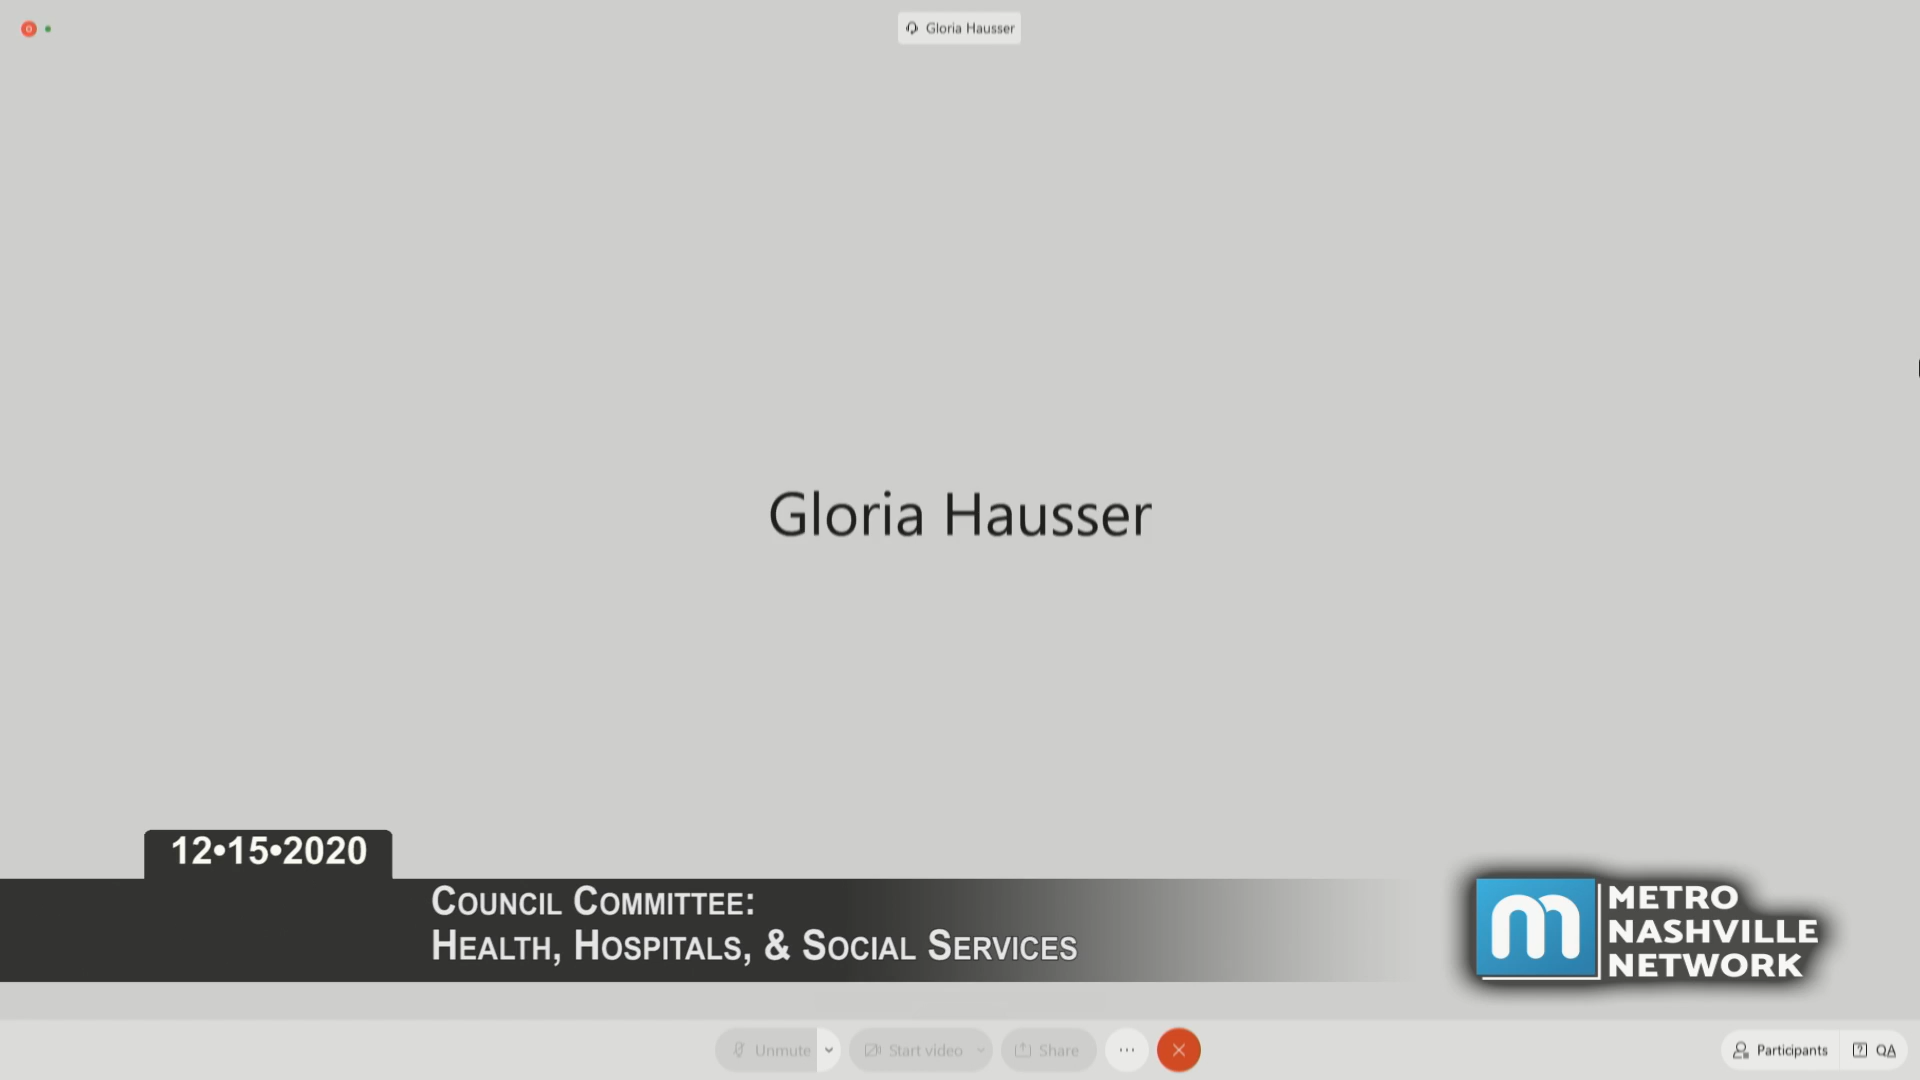 Gloria Hausser
Gloria Hausser
12•15•2020
Council Committee:
Health, Hospitals, & Social Services
m
METRO
NASHVILLE
NETWORK
Unmute
Start video
Share
Participants
QA